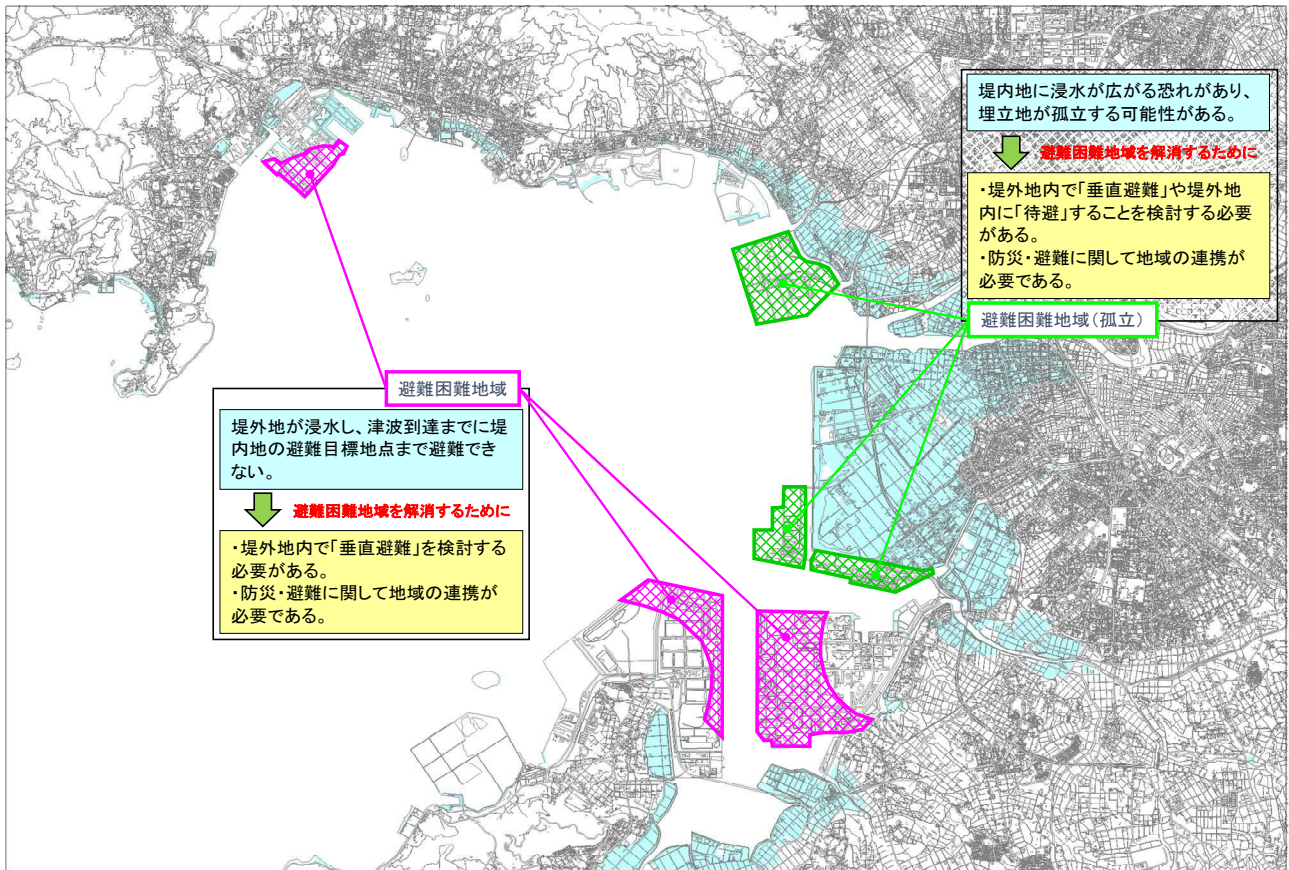 堤内地に浸水が広がる恐れがあり、
埋立地が孤立する可能性がある。
避難困難地域を解消するために
・堤外地内で「垂直避難」や堤外地
内に「待避」することを検討する必要
がある。
・防災・避難に関して地域の連携が
必要である。
避難困難地域(孤立)
避難困難地域
堤外地が浸水し、津波到達までに堤
内地の避難目標地点まで避難でき
ない。
避難困難地域を解消するために
・堤外地内で「垂直避難」を検討する
必要がある。
・防災・避難に関して地域の連携が
必要である。